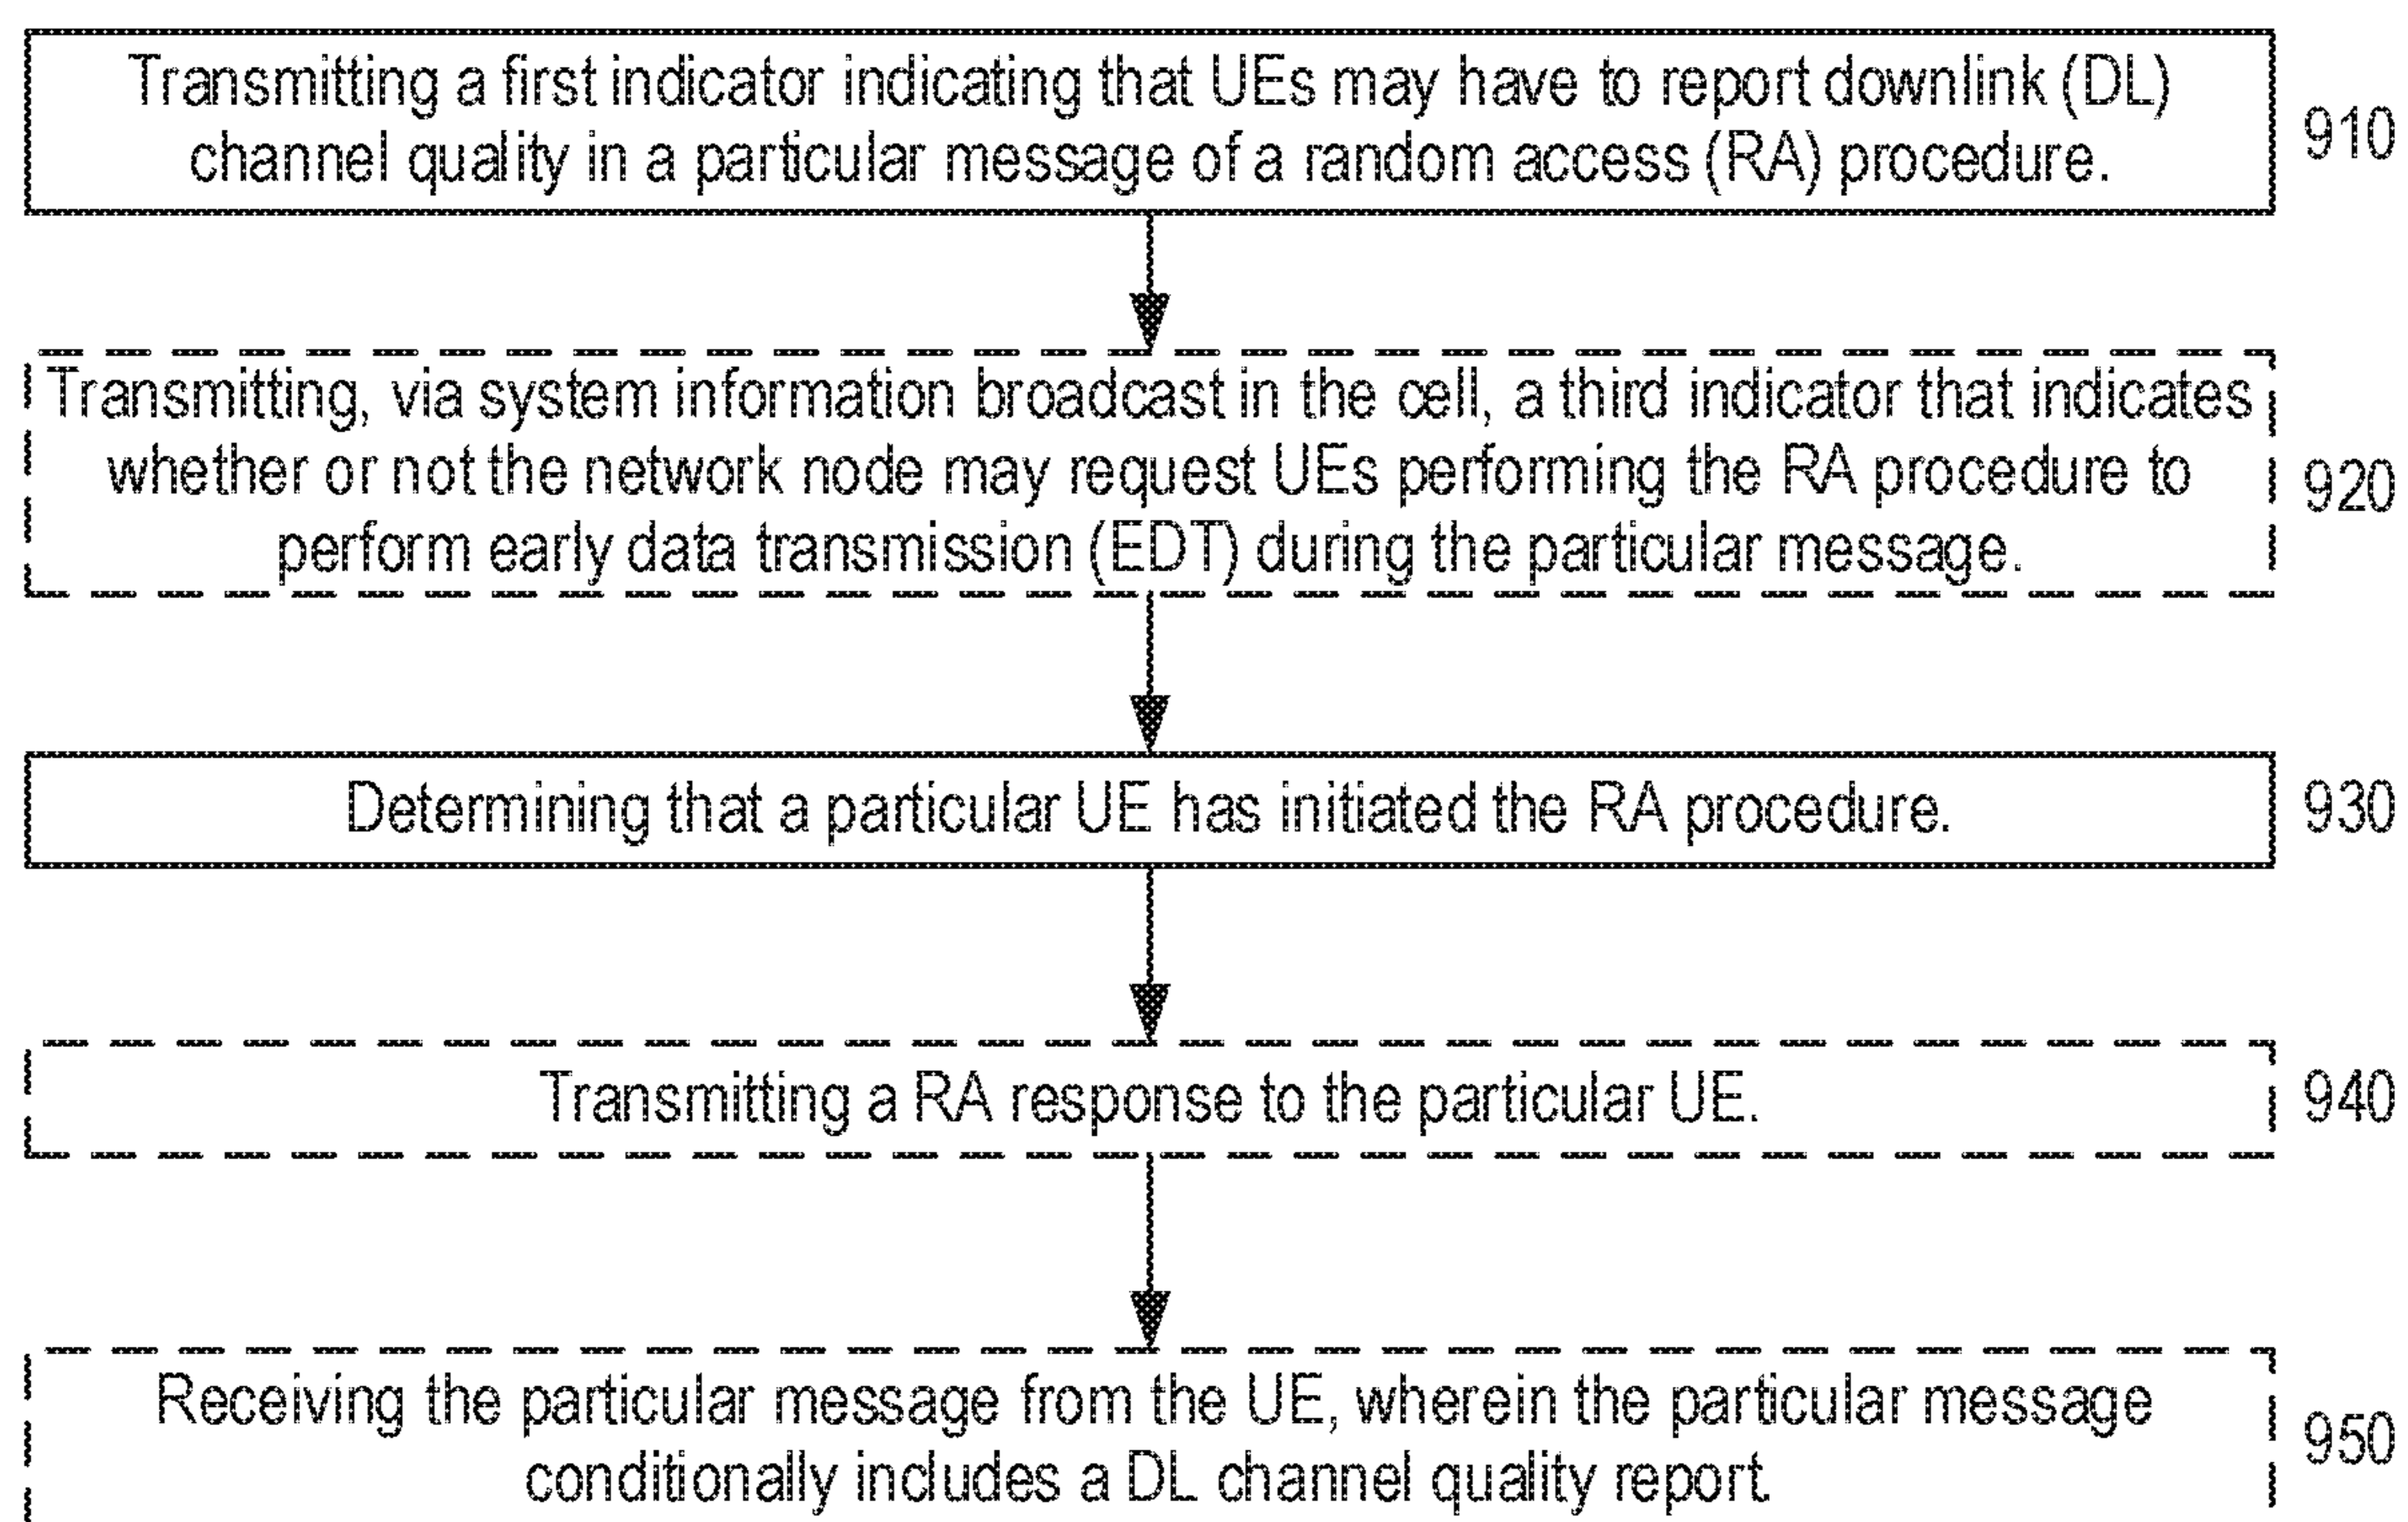 Transmitting a first indicator indicating that UEs may have to report downlink (DL)
channel quality in a particular message of a random access (RA) procedure.
910
Transmitting, via system information broadcast in the cell, a third indicator that indicates
whether or not the network node may request UEs performing the RA procedure to
perform early data transmission (EDT) during the particular message.
920
Determining that a particular UE has initiated the RA procedure.
930
Transmitting a RA response to the particular UE.
940
Receiving the particular message from the UE, wherein the particular message
conditionally includes a DL channel quality report.
950